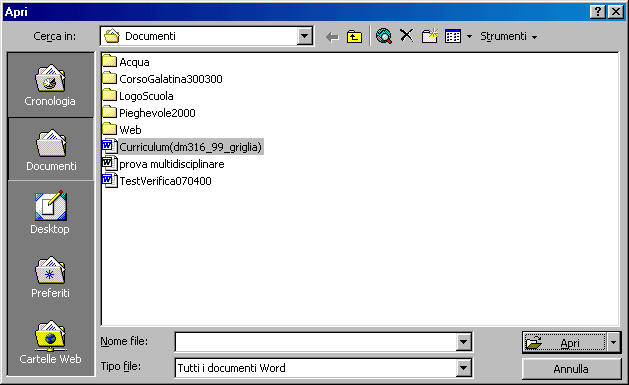 Apri
Cerca in:
Documenti
Strumenti
Cronologia
Documenti
Desktop
Preferiti
Cartelle Web
Acqua
CorsoGalatina300300
LogoScuola
Pieghevole2000
Web
Curriculum(dm316_99_griglia)
prova multidisciplinare
TestVerifica070400
Nome file:
Apri
Tipo file:
Tutti i documenti Word
Annulla